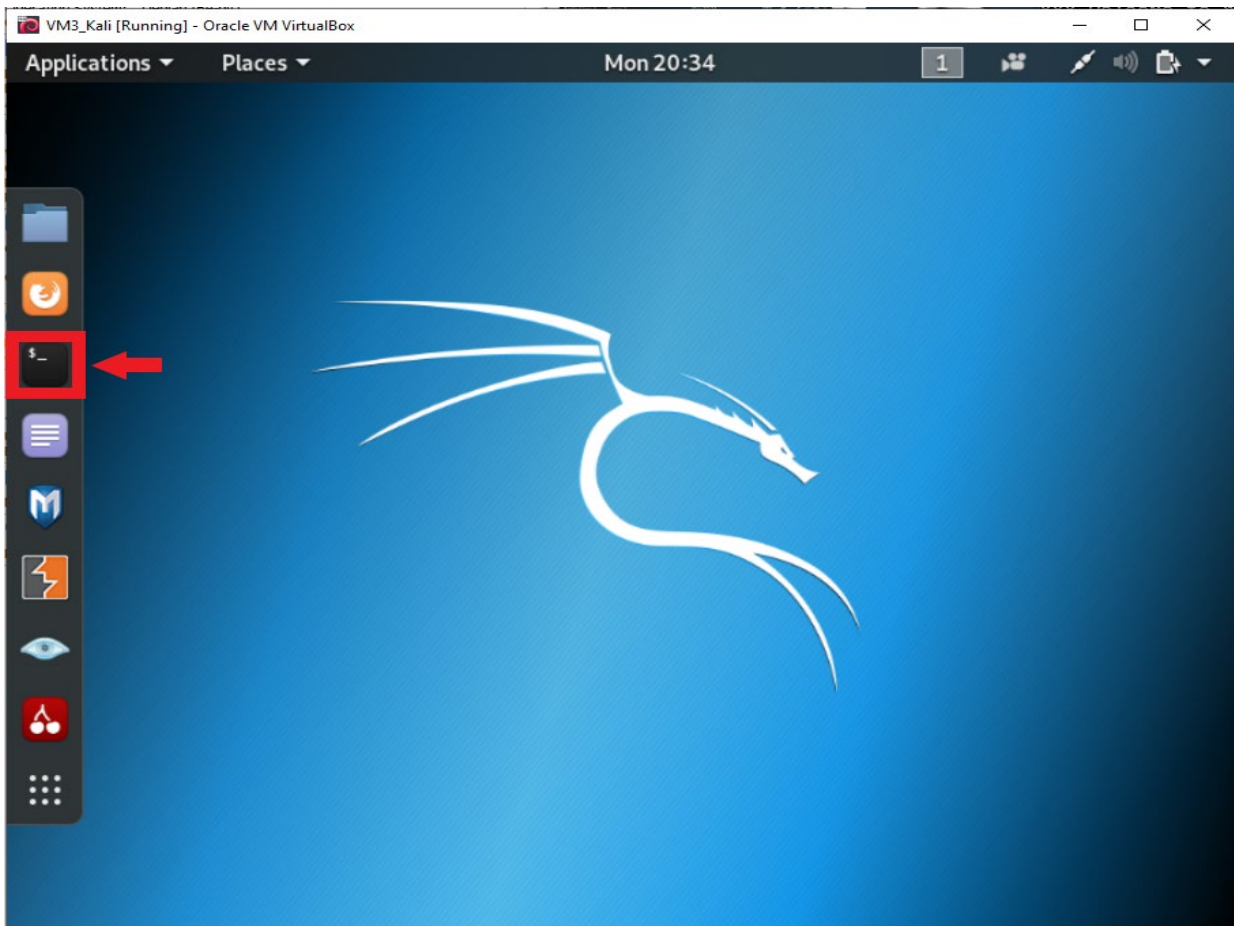 VM3_Kali [Running] - Oracle VM VirtualBox
Applications Places Mon 20:34 1
$_
M